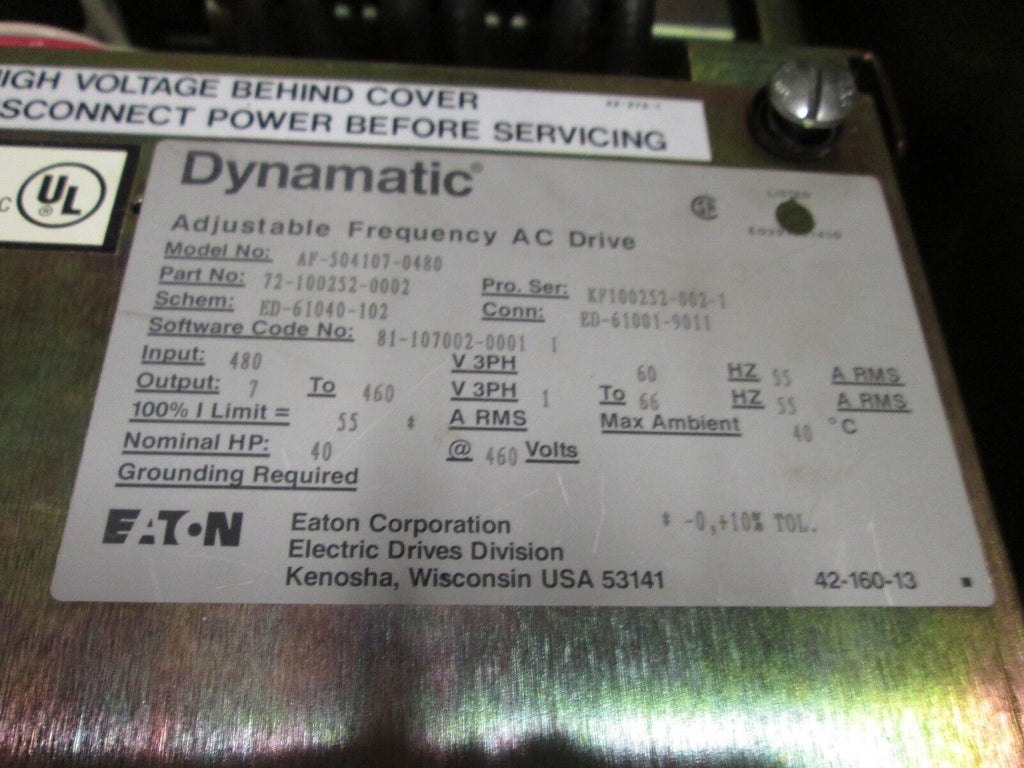 IGH VOLTAGE BEHIND COVER
SCONNECT POWER BEFORE SERVICING
C UL ®
Dynamatic®
Adjustable Frequency AC Drive
LISTED
Model No: AF-504107-0480
Part No: 72-100252-0002 Pro. Ser: KF100252-002-1
Schem: ED-61040-102 Conn: ED-61001-9011
Software Code No: 81-107002-0001 1
Input: 480 V 3PH 60 HZ 55 A RMS
Output: 7 To 460 V 3PH 1 To 66 HZ 55 A RMS
100% I Limit = 55 * A RMS Max Ambient 40 °C
Nominal HP: 40 @ 460 Volts
Grounding Required
EATON Eaton Corporation * -0,+10% TOL.
Electric Drives Division
Kenosha, Wisconsin USA 53141 42-160-13